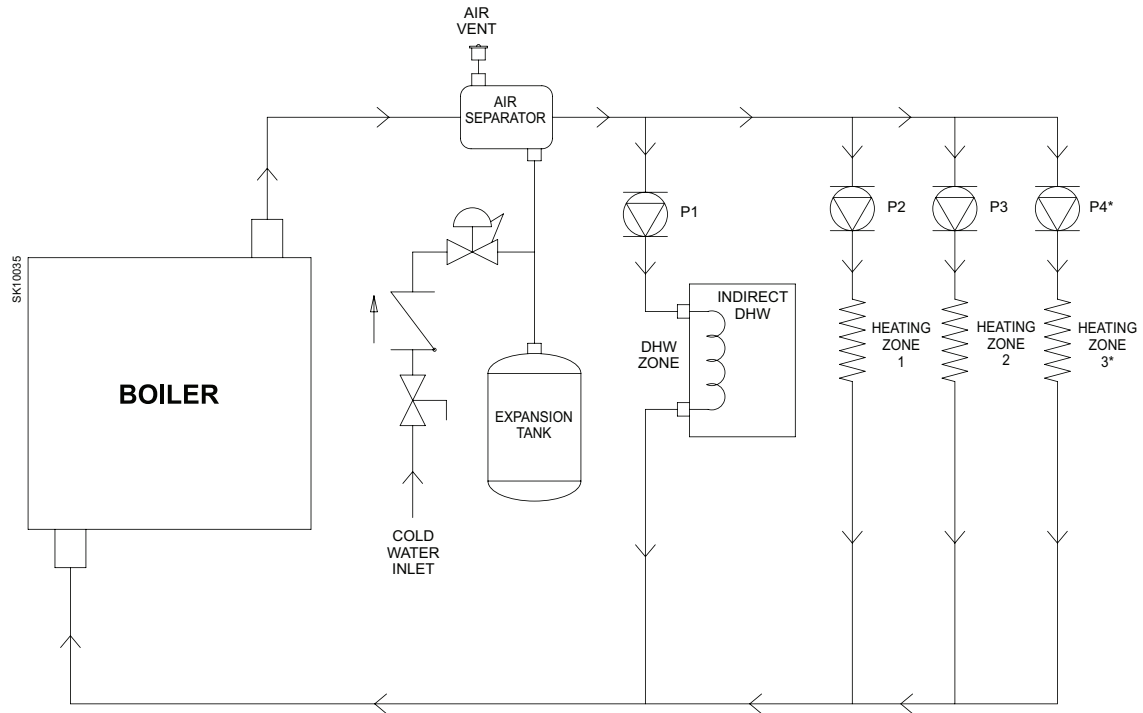 AIR
VENT
AIR
SEPARATOR
P1
P2
P3
P4*
SK10035
BOILER
INDIRECT
DHW
DHW
ZONE
HEATING
ZONE
1
HEATING
ZONE
2
HEATING
ZONE
3*
EXPANSION
TANK
COLD
WATER
INLET